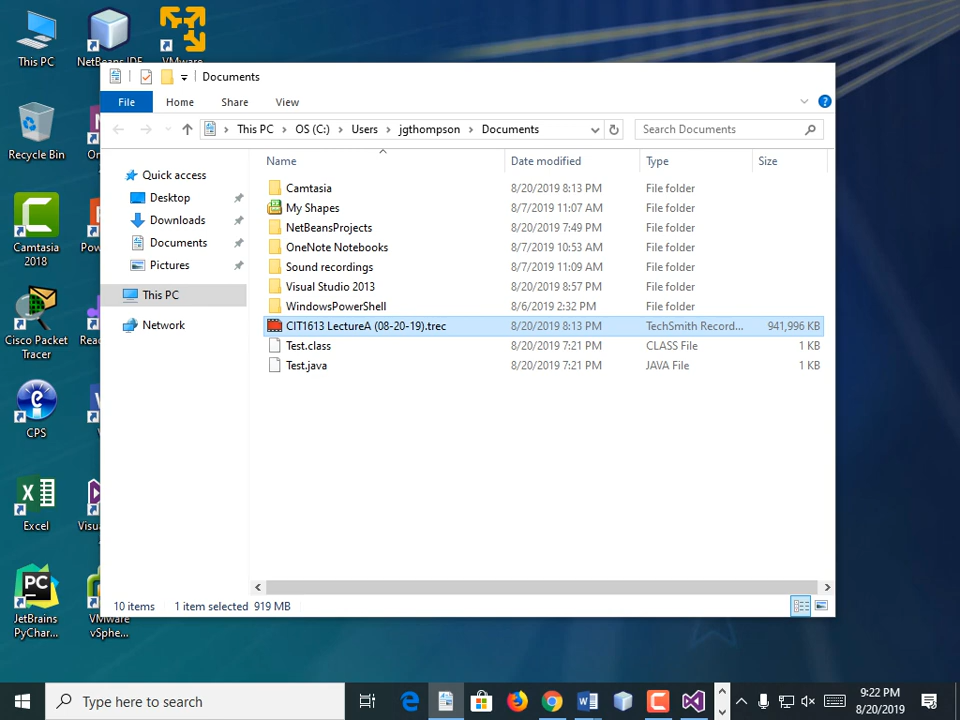 This PC
NetBeans IDE
VMware
Recycle Bin
Camtasia
2018
Cisco Packet
Tracer
CPS
Excel
JetBrains
PyChar...
VMware
vSphe...
Documents
File Home Share View
This PC OS (C:) Users jgthompson Documents
Search Documents
Quick access
Desktop
Downloads
Documents
Pictures
This PC
Network
Name Date modified Type Size
Camtasia 8/20/2019 8:13 PM File folder
My Shapes 8/7/2019 11:07 AM File folder
NetBeansProjects 8/20/2019 7:49 PM File folder
OneNote Notebooks 8/7/2019 10:53 AM File folder
Sound recordings 8/7/2019 11:09 AM File folder
Visual Studio 2013 8/20/2019 8:57 PM File folder
WindowsPowerShell 8/6/2019 2:32 PM File folder
CIT1613 LectureA (08-20-19).trec 8/20/2019 8:13 PM TechSmith Record... 941,996 KB
Test.class 8/20/2019 7:21 PM CLASS File 1 KB
Test.java 8/20/2019 7:21 PM JAVA File 1 KB
10 items 1 item selected 919 MB
Type here to search
9:22 PM
8/20/2019